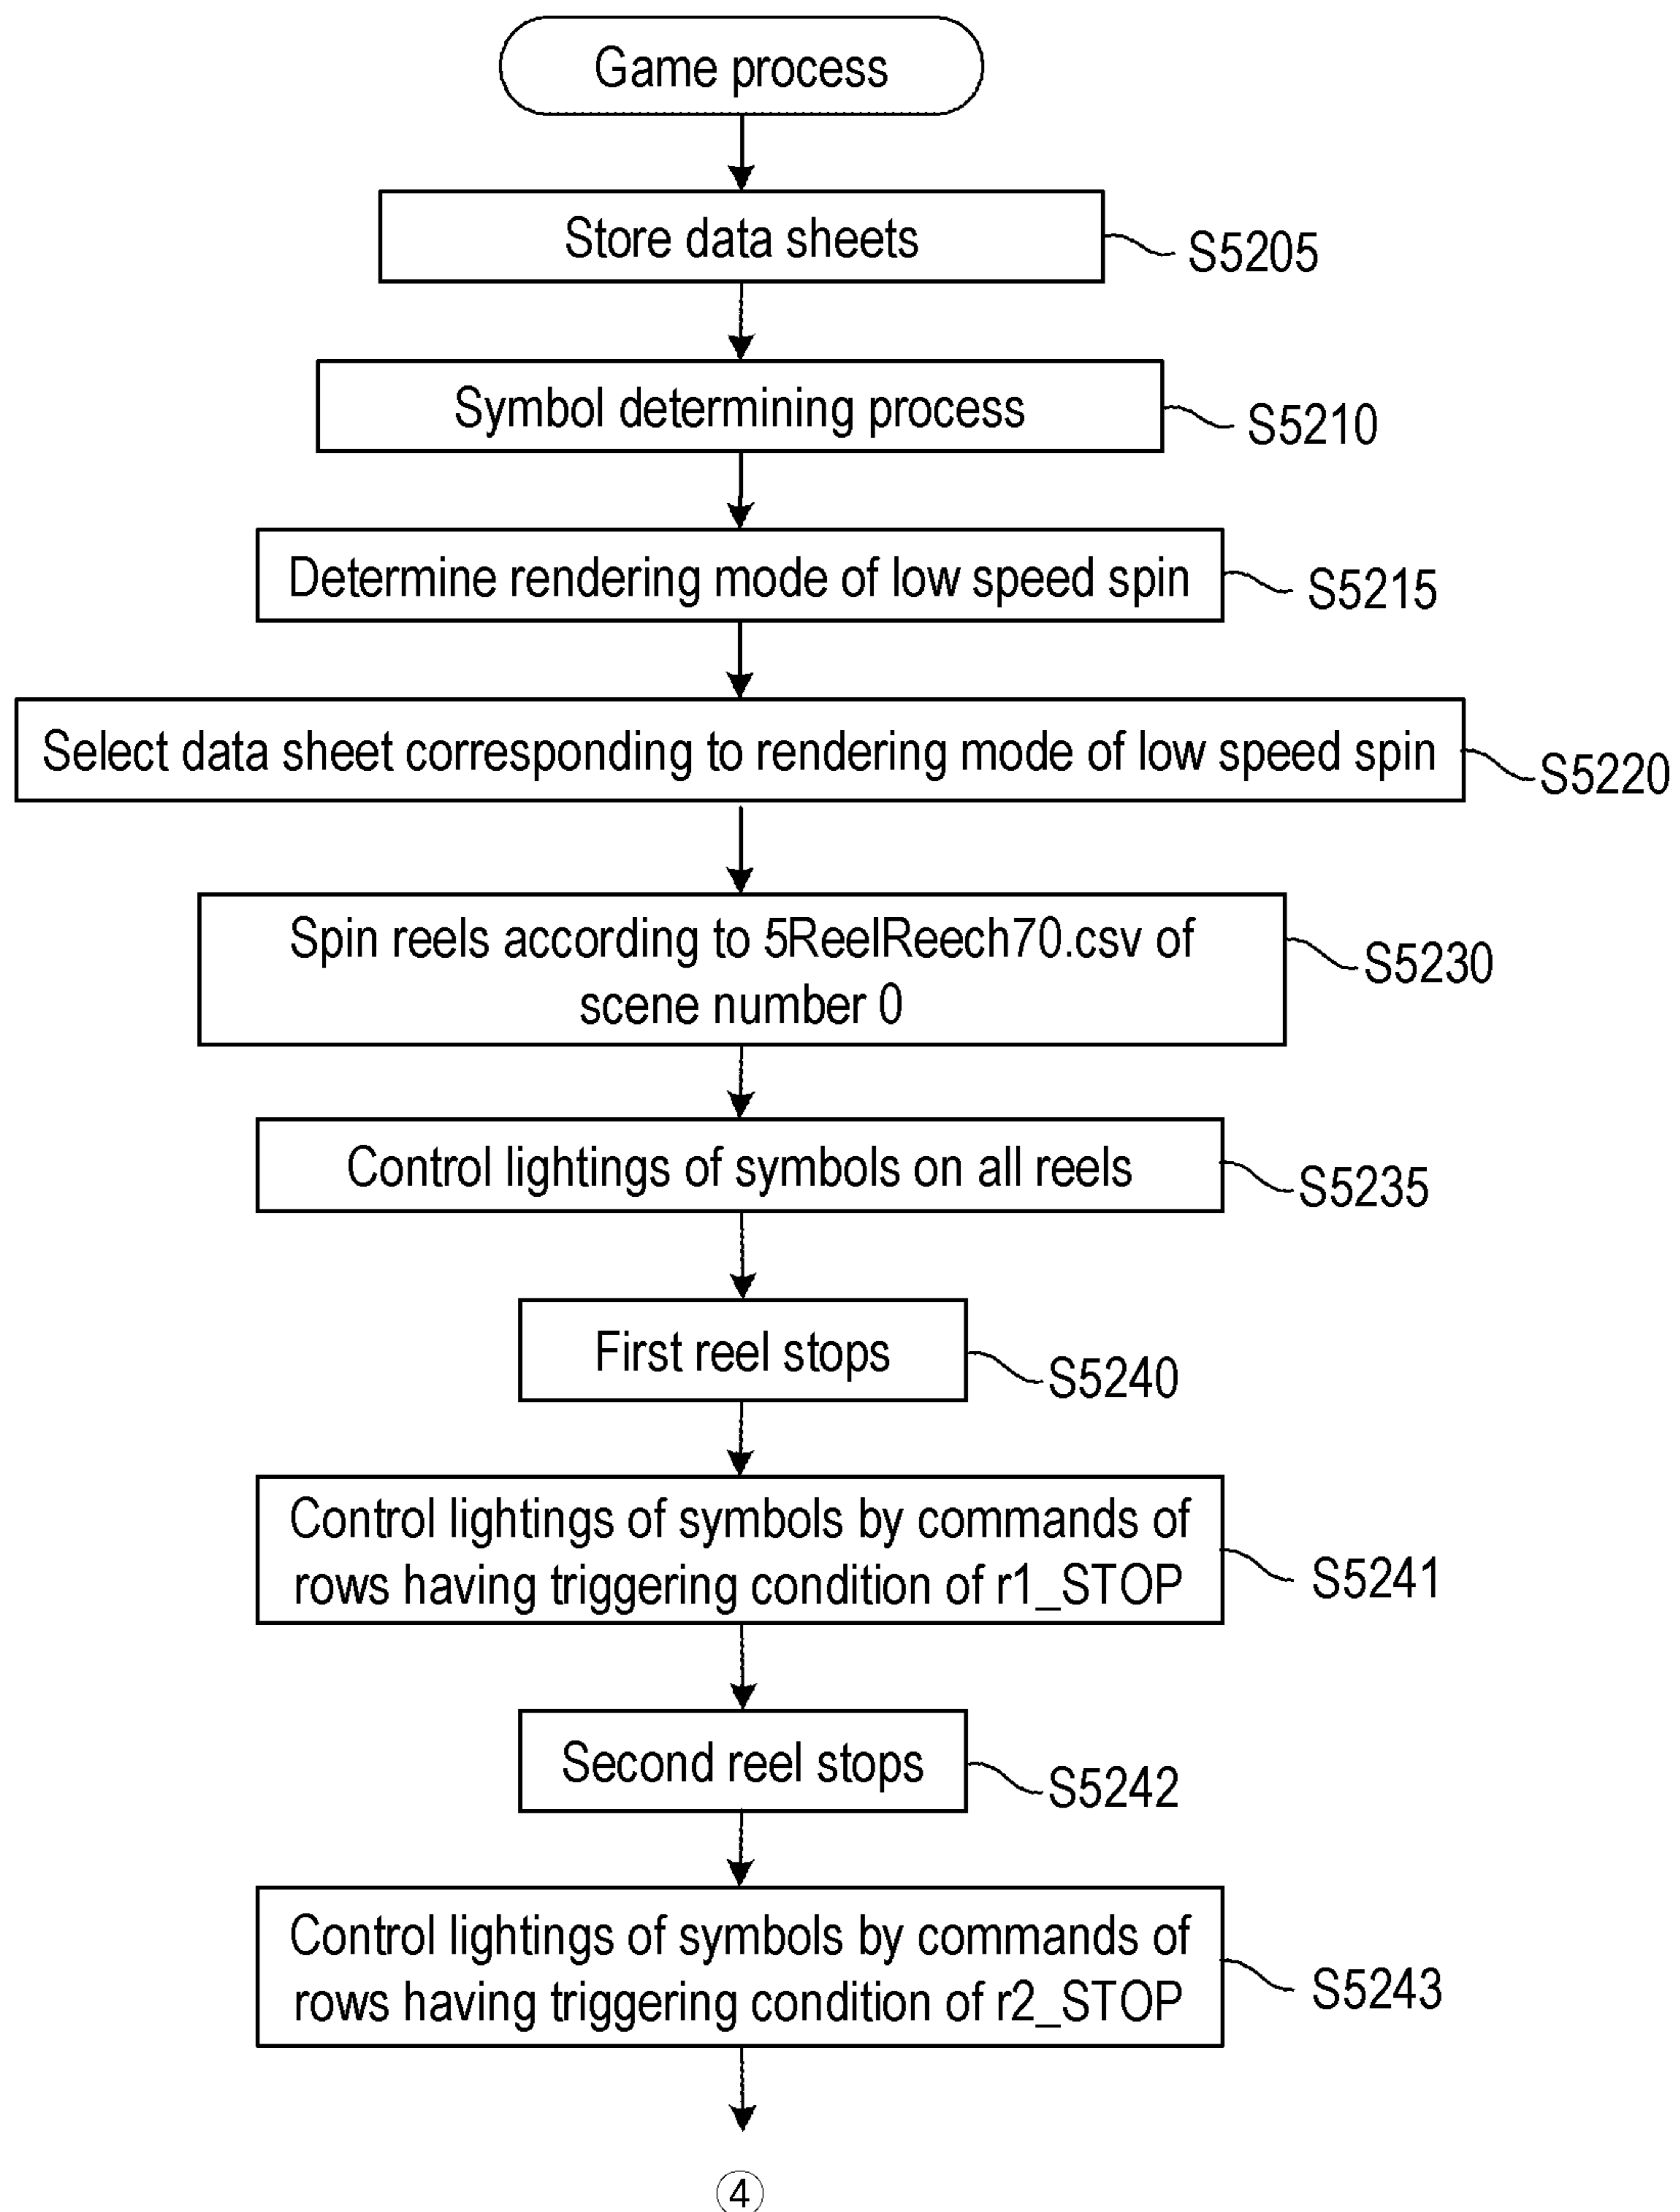 Game process
Store data sheets
S5205
Symbol determining process
S5210
Determine rendering mode of low speed spin
S5215
Select data sheet corresponding to rendering mode of low speed spin
S5220
Spin reels according to 5ReelReech70.csv of
scene number 0
S5230
Control lightings of symbols on all reels
S5235
First reel stops
S5240
Control lightings of symbols by commands of
rows having triggering condition of r1_STOP
S5241
Second reel stops
S5242
Control lightings of symbols by commands of
rows having triggering condition of r2_STOP
S5243
④